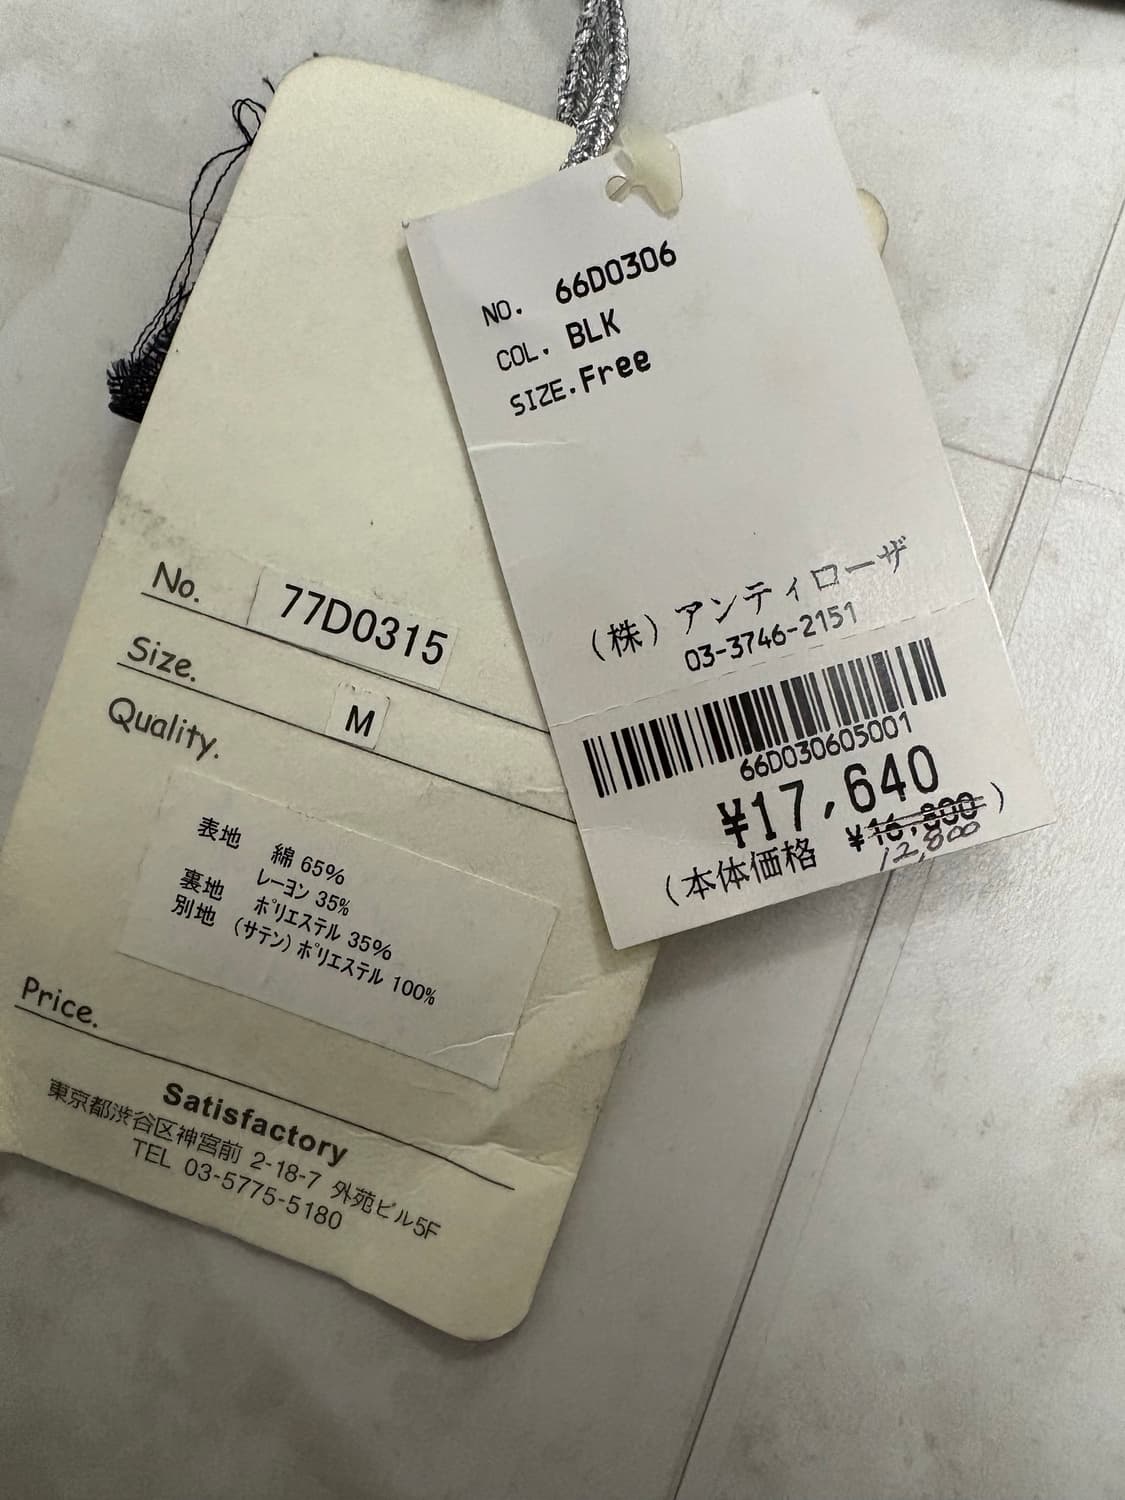 NO. 66D0306
COL. BLK
SIZE. Free
(株) アンティローザ
03-3746-2151
66D030605001
¥17,640
(本体価格 ¥16,800)
12,800
No. 77D0315
Size. M
Quality.
表地 綿 65%
レーヨン 35%
裏地 ポリエステル 35%
別地 (サテン) ポリエステル 100%
Price.
Satisfactory
東京都渋谷区神宮前 2-18-7 外苑ビル5F
TEL 03-5775-5180